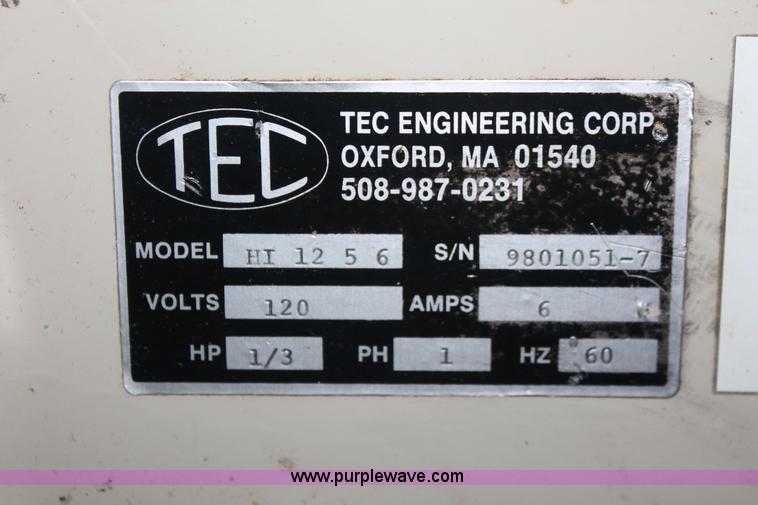 TEC
TEC ENGINEERING CORP.
OXFORD, MA 01540
508-987-0231
MODEL HI 12 5 6 S/N 9801051-7
VOLTS 120 AMPS 6
HP 1/3 PH 1 HZ 60
www.purplewave.com